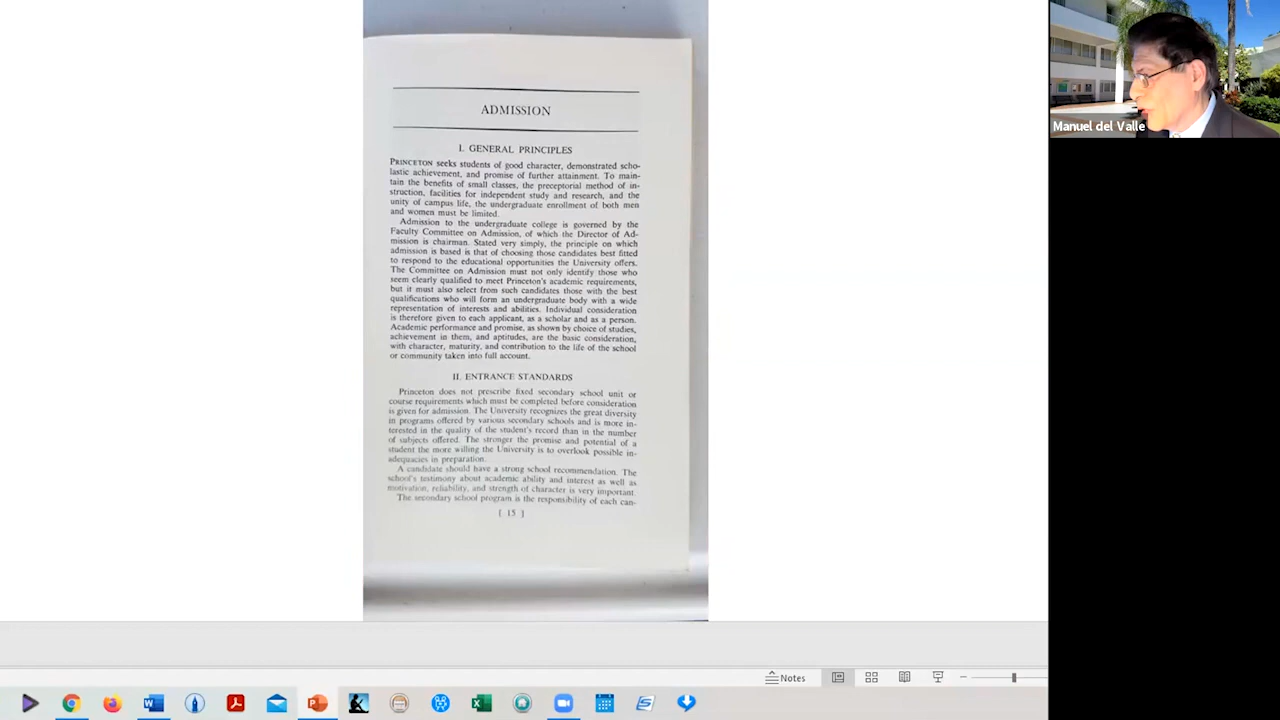 ADMISSION
I. GENERAL PRINCIPLES
PRINCETON seeks students of good character, demonstrated scho-
lastic achievement, and promise of further attainment. To main-
tain the benefits of small classes, the preceptorial method of in-
struction, facilities for independent study and research, and the
unity of campus life, the undergraduate enrollment of both men
and women must be limited.
Admission to the undergraduate college is governed by the
Faculty Committee on Admission, of which the Director of Ad-
mission is chairman. Stated very simply, the principle on which
admission is based is that of choosing those candidates best fitted
to respond to the educational opportunities the University offers.
The Committee on Admission must not only identify those who
seem clearly qualified to meet Princeton's academic requirements,
but it must also select from such candidates those with the best
qualifications who will form an undergraduate body with a wide
representation of interests and abilities. Individual consideration
is therefore given to each applicant, as a scholar and as a person.
Academic performance and promise, as shown by choice of studies,
achievement in them, and aptitudes, are the basic consideration,
with character, maturity, and contribution to the life of the school
or community taken into full account.
II. ENTRANCE STANDARDS
Princeton does not prescribe fixed secondary school unit or
course requirements which must be completed before consideration
is given for admission. The University recognizes the great diversity
in programs offered by various secondary schools and is more in-
terested in the quality of the student's record than in the number
of subjects offered. The stronger the promise and potential of a
student the more willing the University is to overlook possible in-
adequacies in preparation.
A candidate should have a strong school recommendation. The
school's testimony about academic ability and interest as well as
motivation, reliability, and strength of character is very important.
The secondary school program is the responsibility of each can-
[ 15 ]
Manuel del Valle
Notes